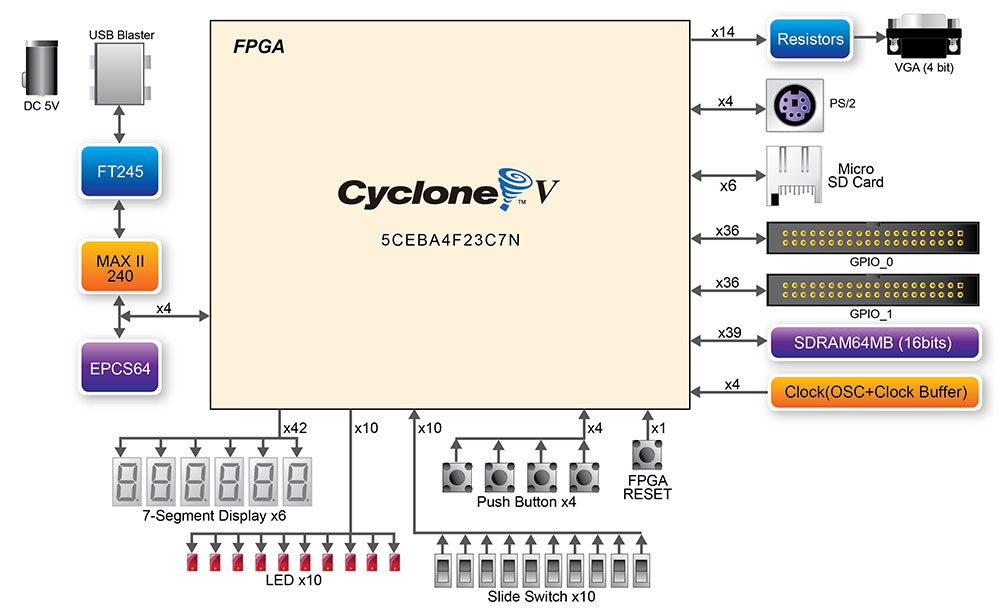 USB Blaster
DC 5V
FT245
MAX II
240
x4
EPCS64
FPGA
Cyclone V
TM
5CEBA4F23C7N
x14
Resistors
VGA (4 bit)
x4
PS/2
x6
Micro
SD Card
x36
GPIO_0
x36
GPIO_1
x39
SDRAM64MB (16bits)
x4
Clock(OSC+Clock Buffer)
x42
x10
x10
x4
x1
7-Segment Display x6
Push Button x4
FPGA
RESET
LED x10
Slide Switch x10